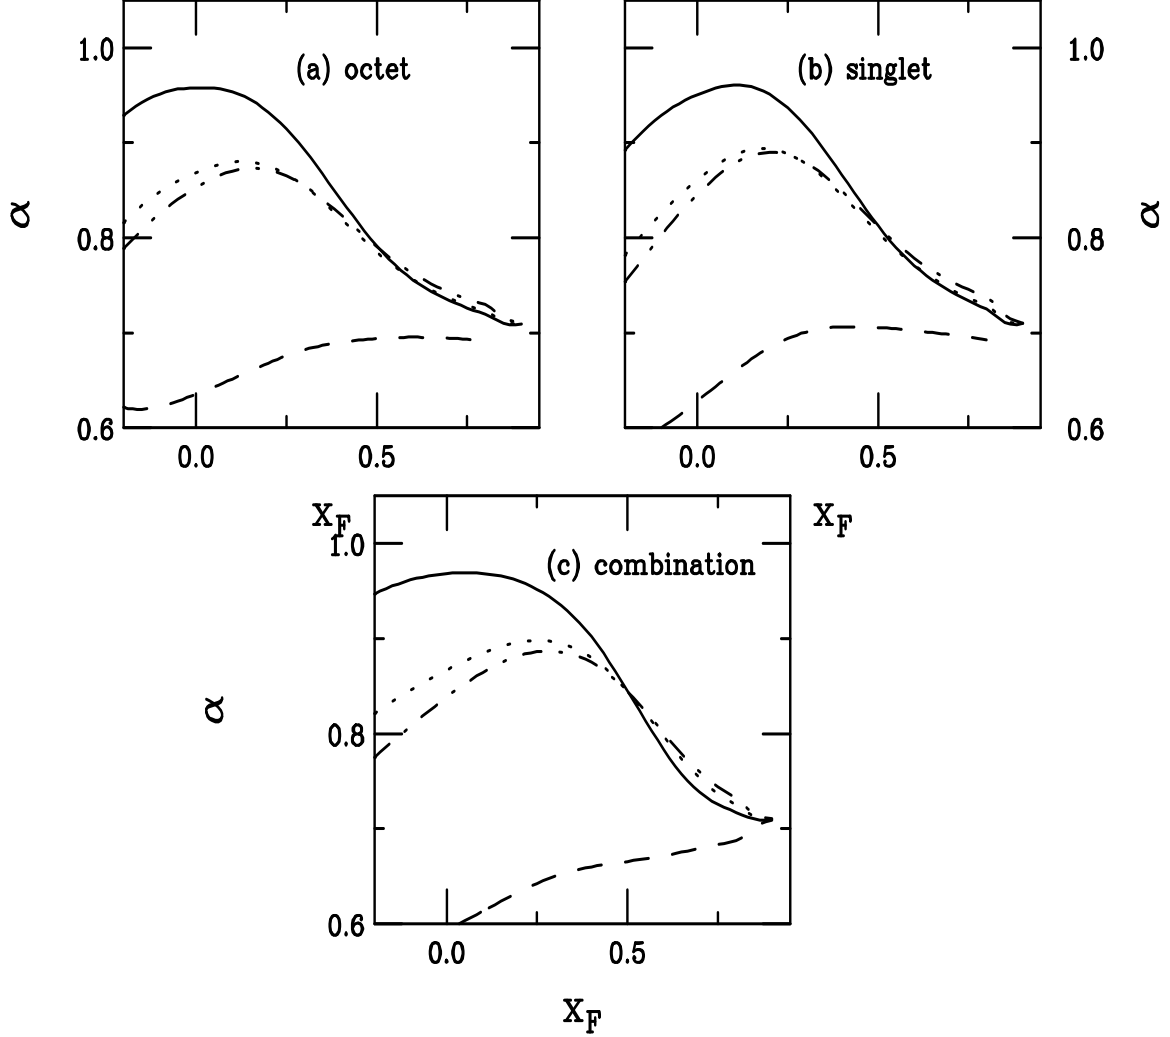 1.0 (a) octet (b) singlet 1.0
α 0.8 0.8 α
0.6 0.6
0.0 0.5 0.0 0.5
X_F X_F
1.0 (c) combination
α 0.8
0.6
0.0 0.5
X_F